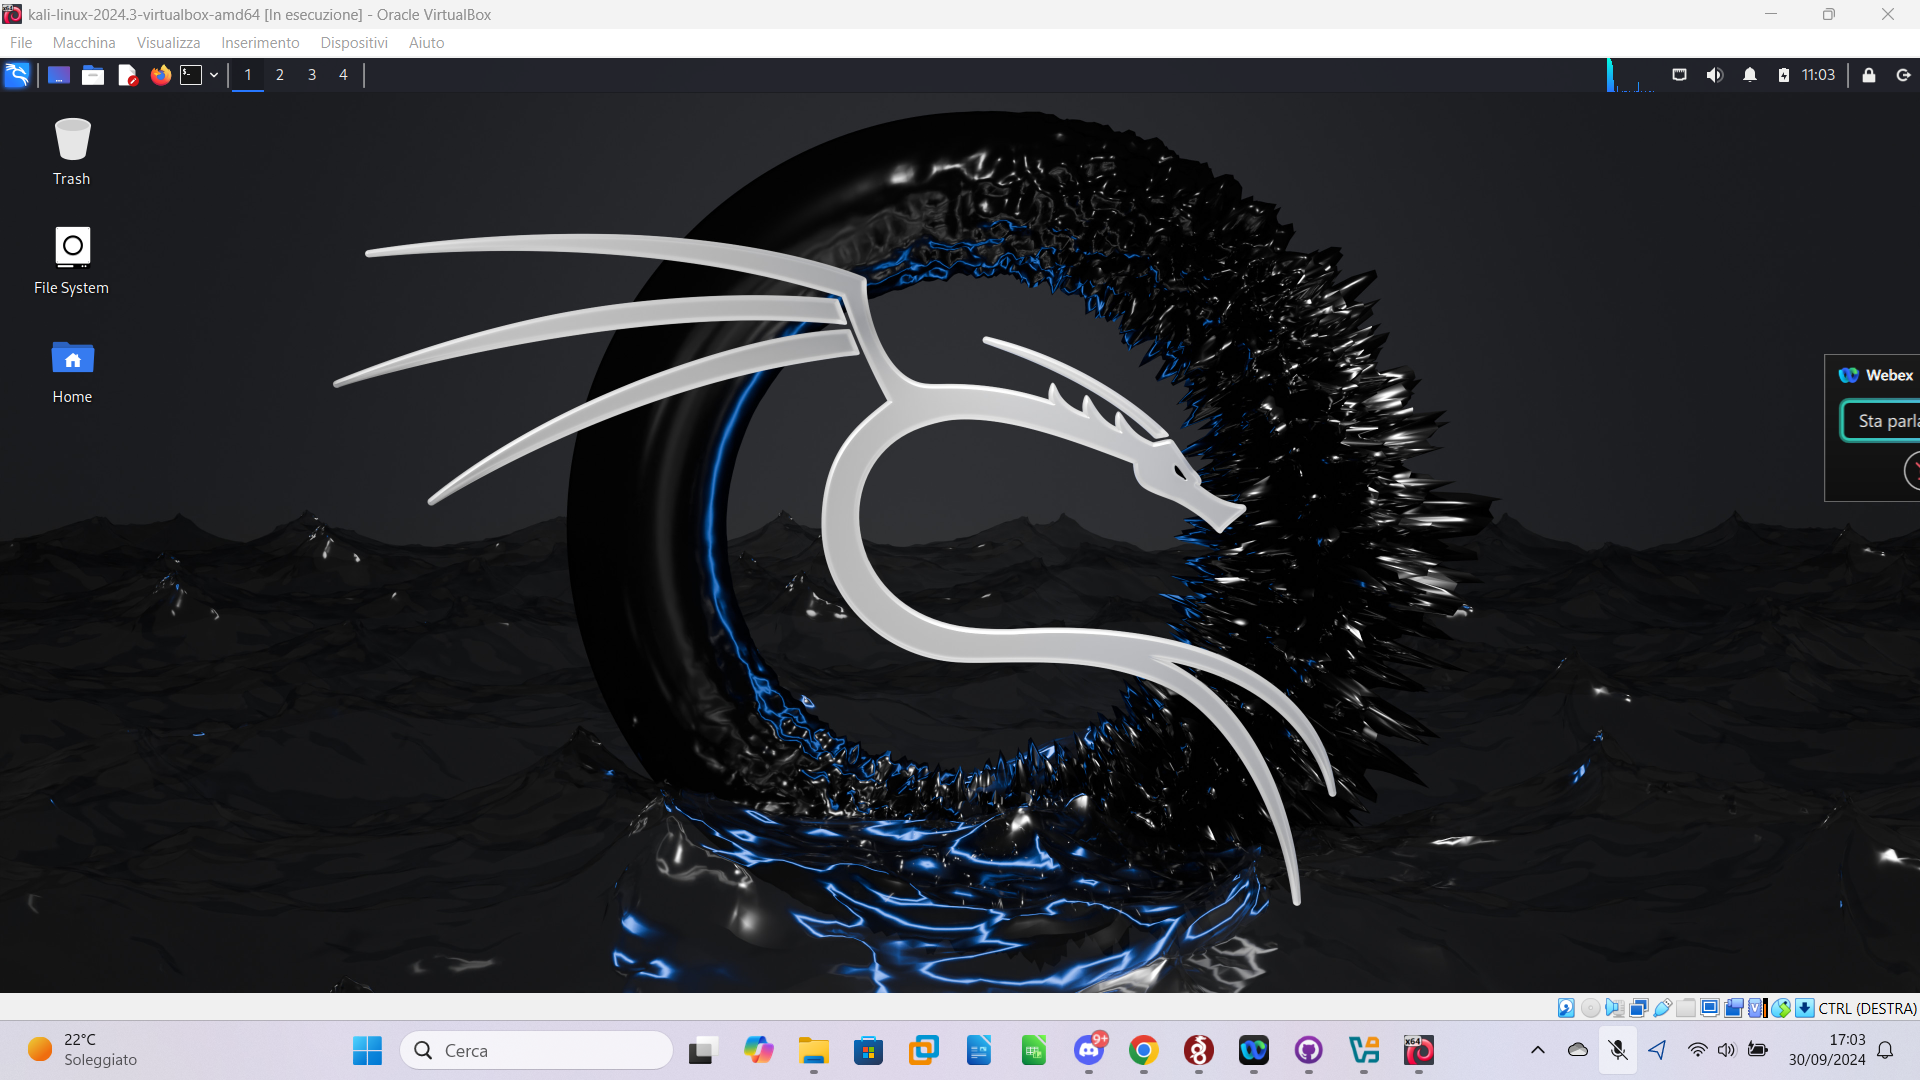 kali-linux-2024.3-virtualbox-amd64 [In esecuzione] - Oracle VirtualBox
File Macchina Visualizza Inserimento Dispositivi Aiuto
1 2 3 4 11:03
Trash
File System
Home
Webex
Sta parla
CTRL (DESTRA)
22°C
Soleggiato
Cerca
9+
x64
17:03
30/09/2024